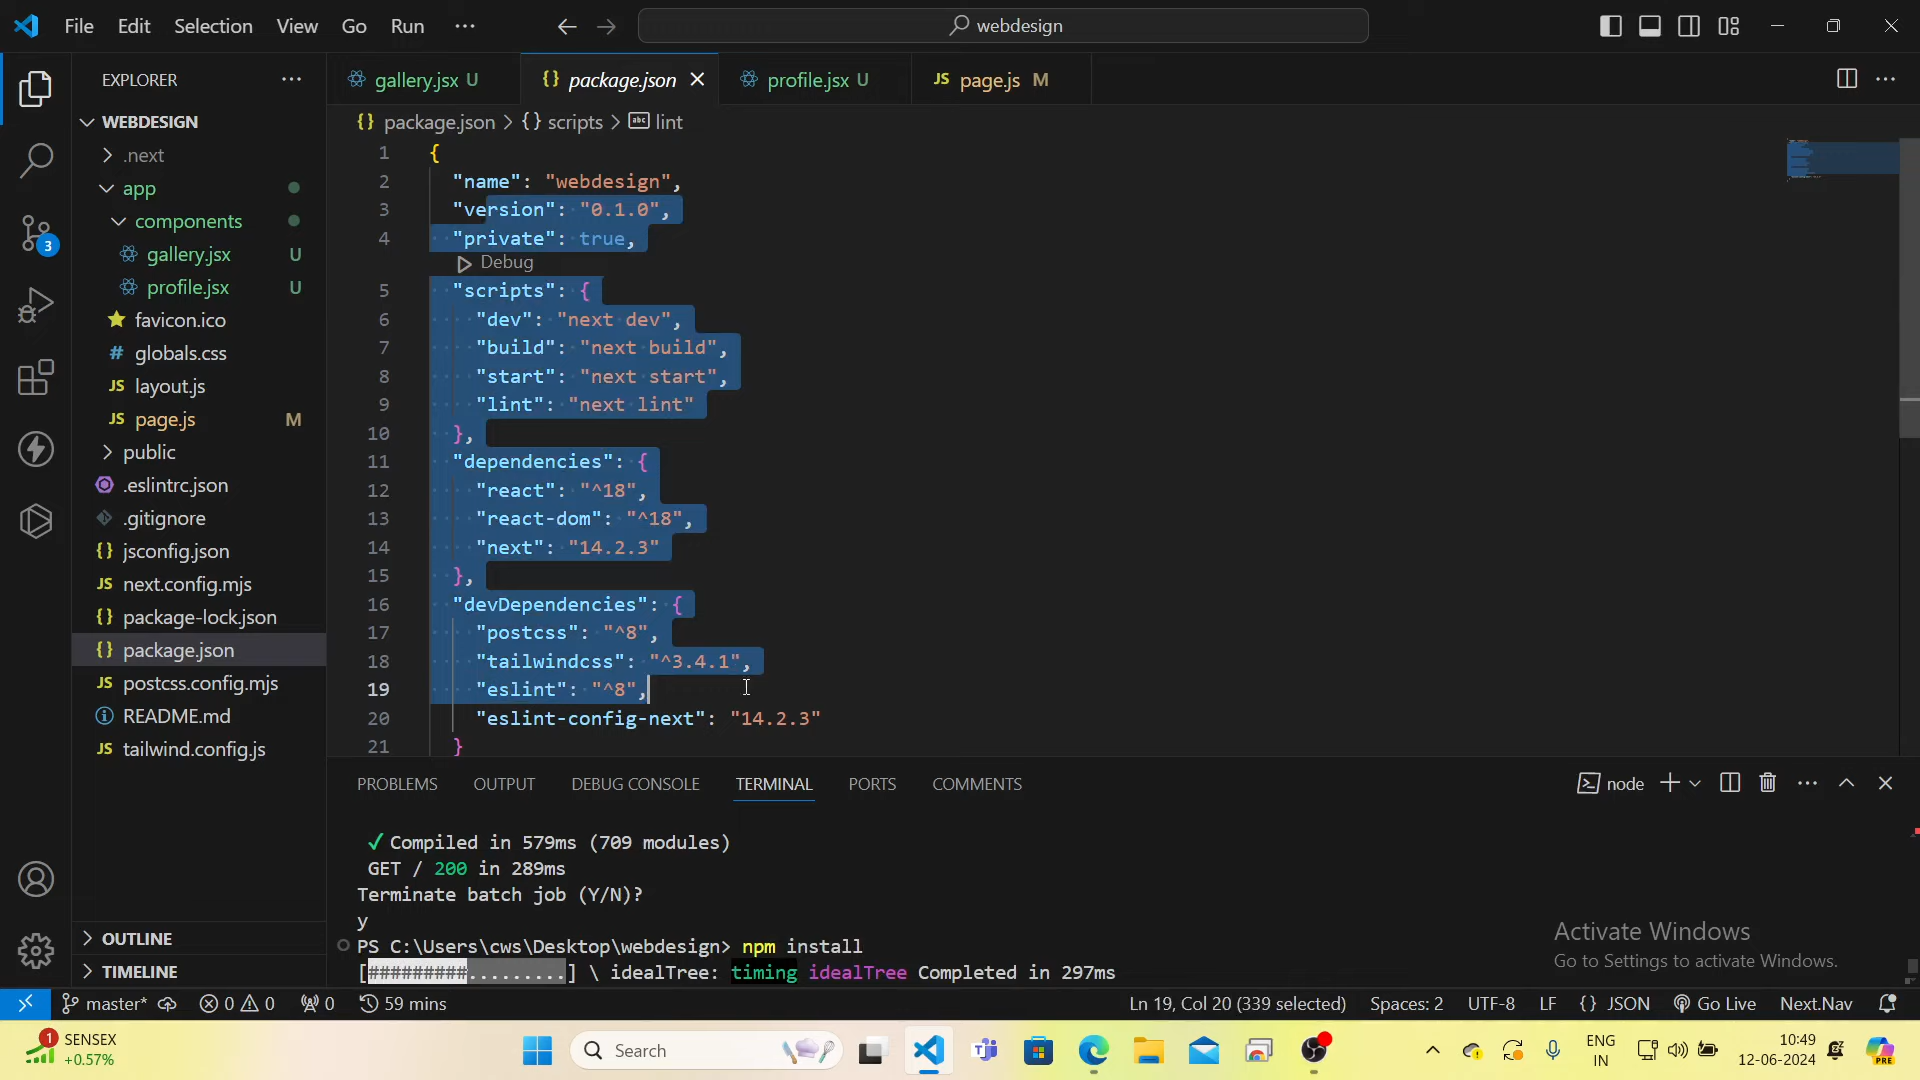 File Edit Selection View Go Run ···
webdesign
EXPLORER ···
gallery.jsx U
package.json
profile.jsx U
JS page.js M
WEBDESIGN
.next
app
components
gallery.jsx U
profile.jsx U
favicon.ico
# globals.css
JS layout.js
JS page.js M
public
.eslintrc.json
.gitignore
{} jsconfig.json
JS next.config.mjs
{} package-lock.json
{} package.json
JS postcss.config.mjs
README.md
JS tailwind.config.js
OUTLINE
TIMELINE
3
{} package.json > {} scripts > abc lint
1 {
2 "name": "webdesign",
3 "version": "0.1.0",
4 "private": true,
Debug
5 "scripts": {
6 "dev": "next dev",
7 "build": "next build",
8 "start": "next start",
9 "lint": "next lint"
10 },
11 "dependencies": {
12 "react": "^18",
13 "react-dom": "^18",
14 "next": "14.2.3"
15 },
16 "devDependencies": {
17 "postcss": "^8",
18 "tailwindcss": "^3.4.1",
19 "eslint": "^8",
20 "eslint-config-next": "14.2.3"
21 }
PROBLEMS OUTPUT DEBUG CONSOLE TERMINAL PORTS COMMENTS
node
✓ Compiled in 579ms (709 modules)
GET / 200 in 289ms
Terminate batch job (Y/N)?
y
PS C:\Users\cws\Desktop\webdesign> npm install
[#########.........] \ idealTree: timing idealTree Completed in 297ms
Activate Windows
Go to Settings to activate Windows.
master* 0 0 0 59 mins
Ln 19, Col 20 (339 selected) Spaces: 2 UTF-8 LF {} JSON Go Live Next.Nav
1 SENSEX
+0.57%
Search
ENG
IN
10:49
12-06-2024
PRE